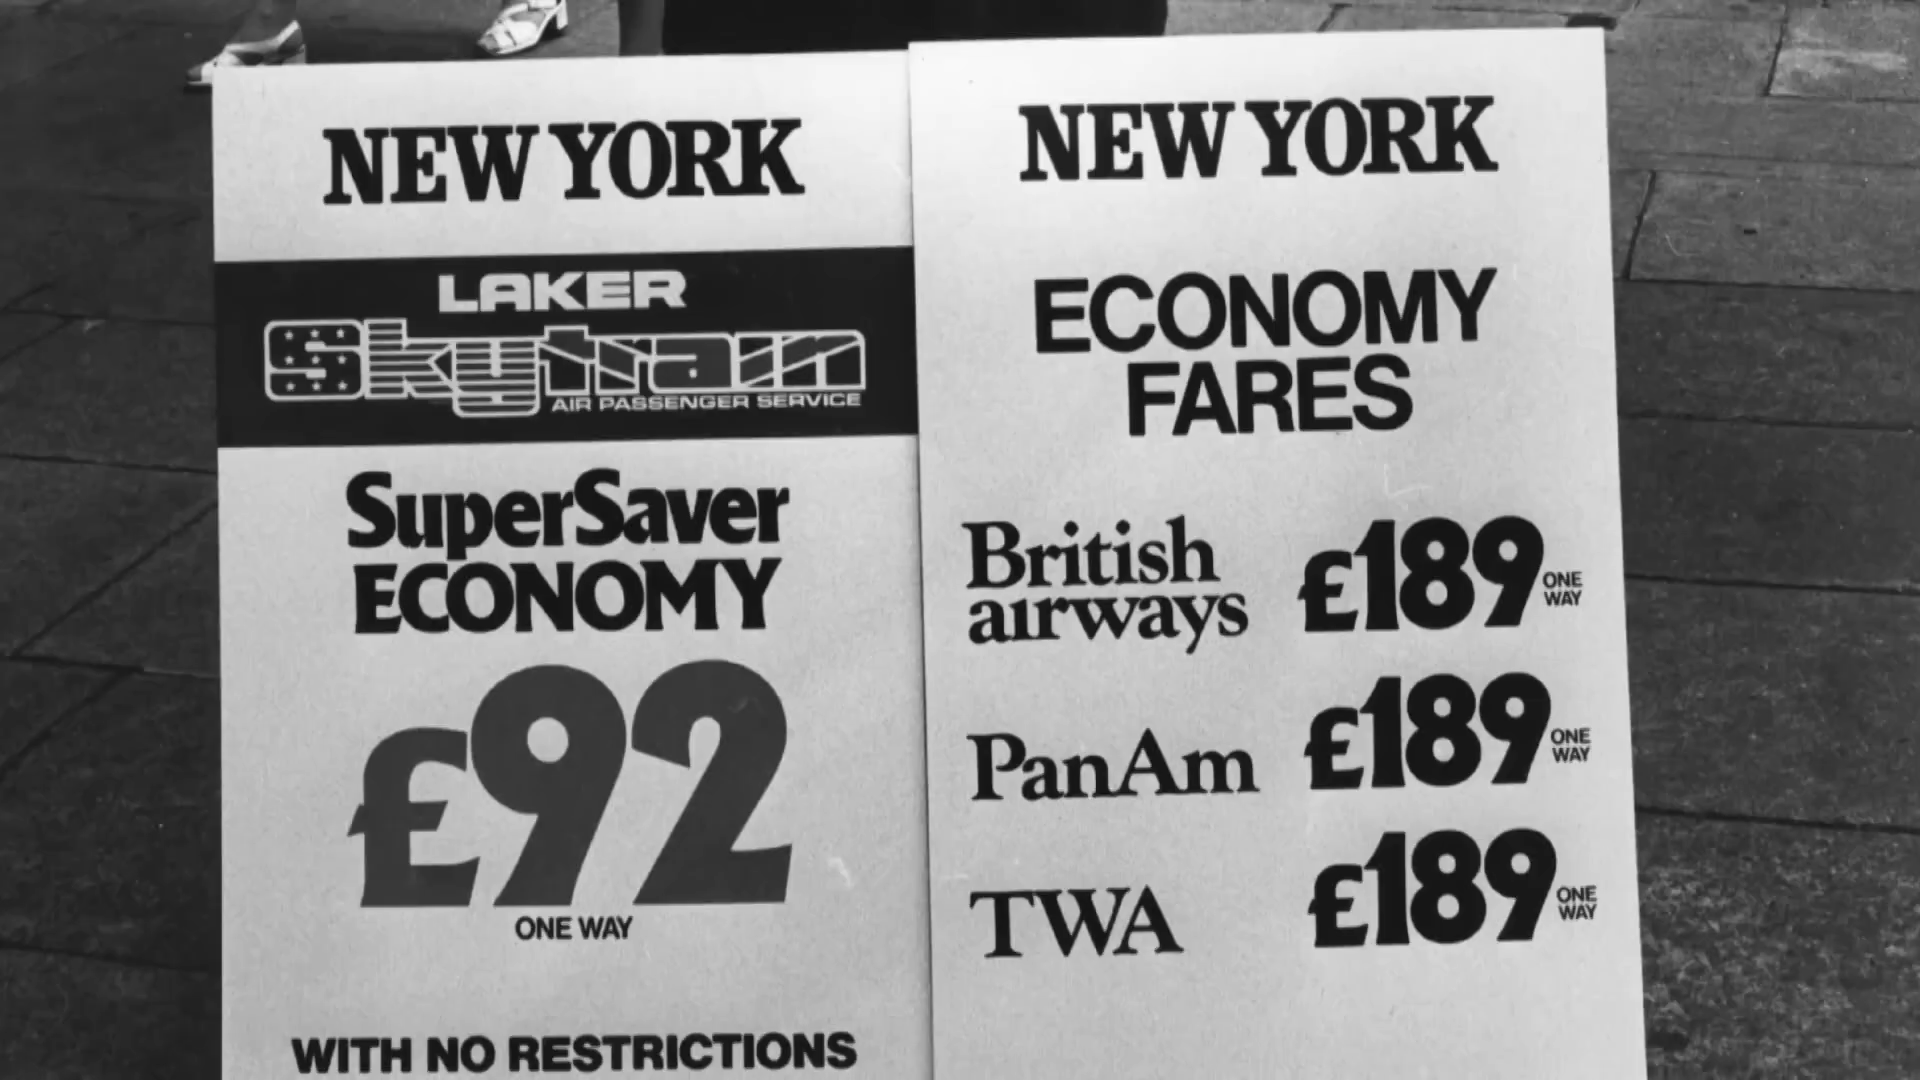 NEW YORK
LAKER
Skytrain
AIR PASSENGER SERVICE
SuperSaver
ECONOMY
£92
ONE WAY
WITH NO RESTRICTIONS
NEW YORK
ECONOMY
FARES
British
airways
£189
ONE
WAY
PanAm
£189
ONE
WAY
TWA
£189
ONE
WAY